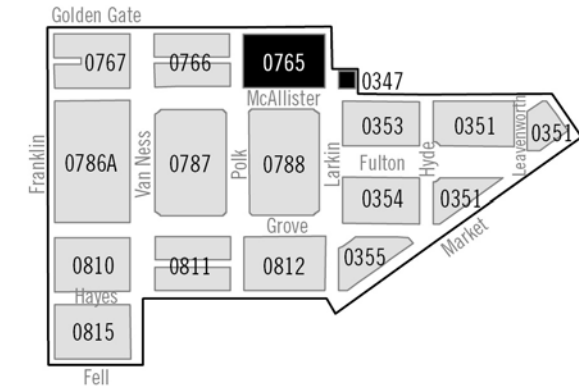 Golden Gate
0767
0766
0765
0347
McAllister
0353
0351
Leavenworth
0351
Franklin
0786A
Van Ness
0787
Polk
0788
Larkin
Fulton
Hyde
0354
0351
Market
Grove
0810
0811
0812
0355
Hayes
0815
Fell